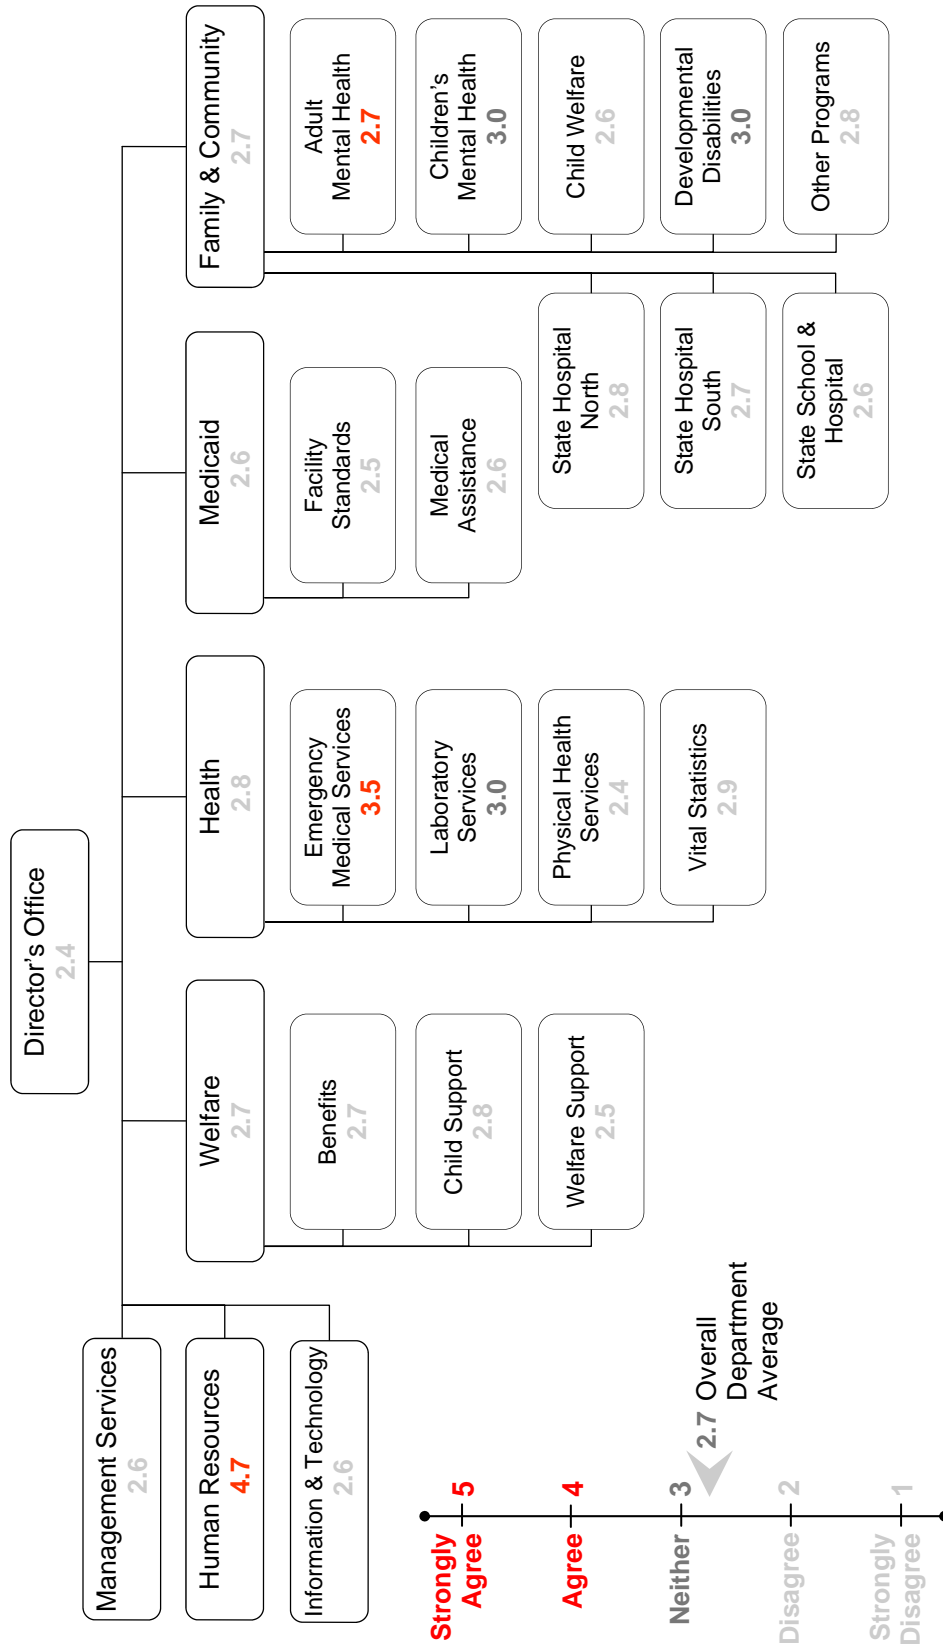 Director's Office
2.4
Management Services
2.6
Human Resources
4.7
Information & Technology
2.6
Welfare
2.7
Benefits
2.7
Child Support
2.8
Welfare Support
2.5
Health
2.8
Emergency
Medical Services
3.5
Laboratory
Services
3.0
Physical Health
Services
2.4
Vital Statistics
2.9
Medicaid
2.6
Facility
Standards
2.5
Medical
Assistance
2.6
Family & Community
2.7
State Hospital
North
2.8
State Hospital
South
2.7
State School &
Hospital
2.6
Adult
Mental Health
2.7
Children's
Mental Health
3.0
Child Welfare
2.6
Developmental
Disabilities
3.0
Other Programs
2.8
Strongly
Agree 5
Agree 4
Neither 3
2.7 Overall
Department
Average
Disagree 2
Strongly
Disagree 1